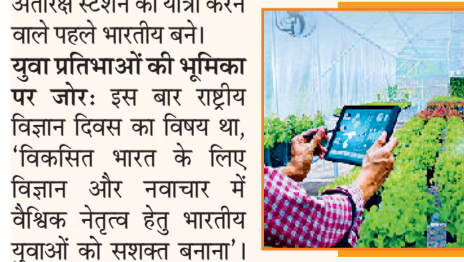 अंतरिक्ष स्टेशन की यात्रा करने
वाले पहले भारतीय बने।
युवा प्रतिभाओं की भूमिका
पर जोर: इस बार राष्ट्रीय
विज्ञान दिवस का विषय था,
‘विकसित भारत के लिए
विज्ञान और नवाचार में
वैश्विक नेतृत्व हेतु भारतीय
युवाओं को सशक्त बनाना’।